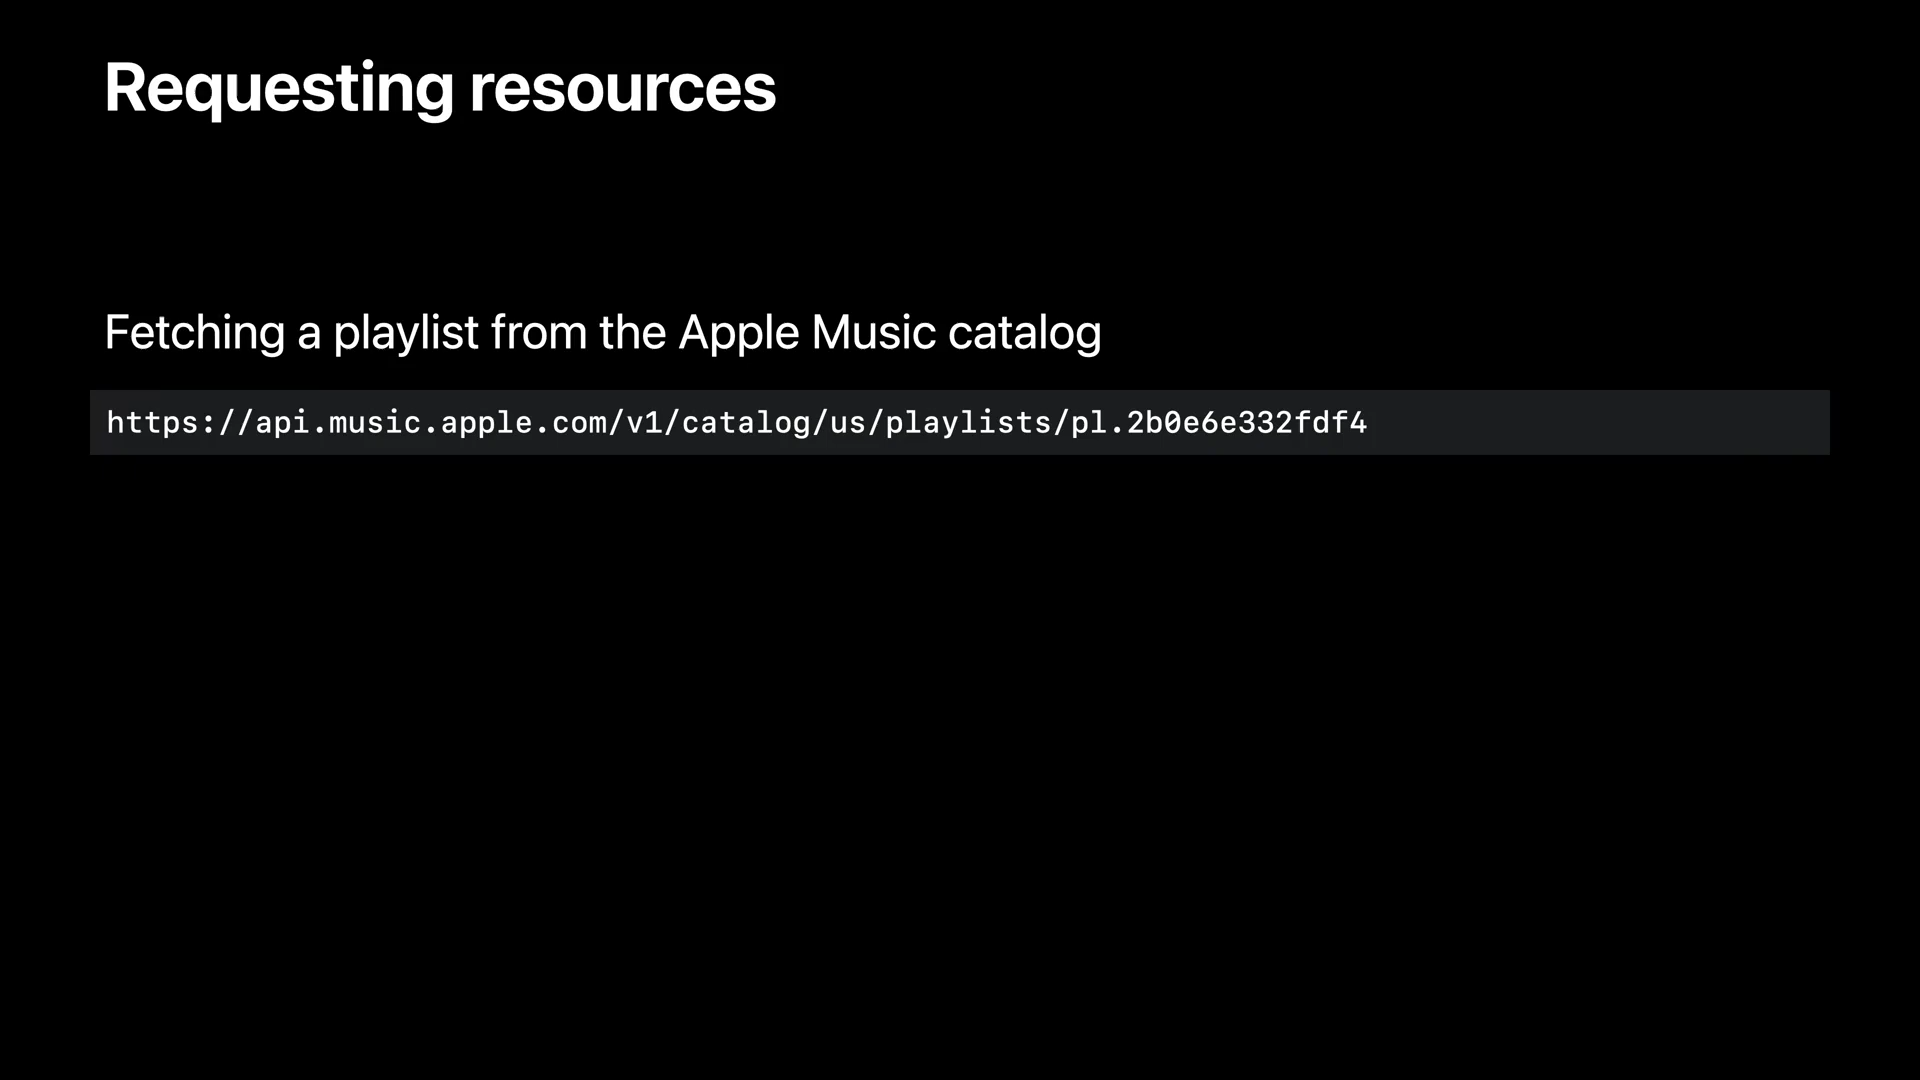 Requesting resources
Fetching a playlist from the Apple Music catalog
https://api.music.apple.com/v1/catalog/us/playlists/pl.2b0e6e332fdf4